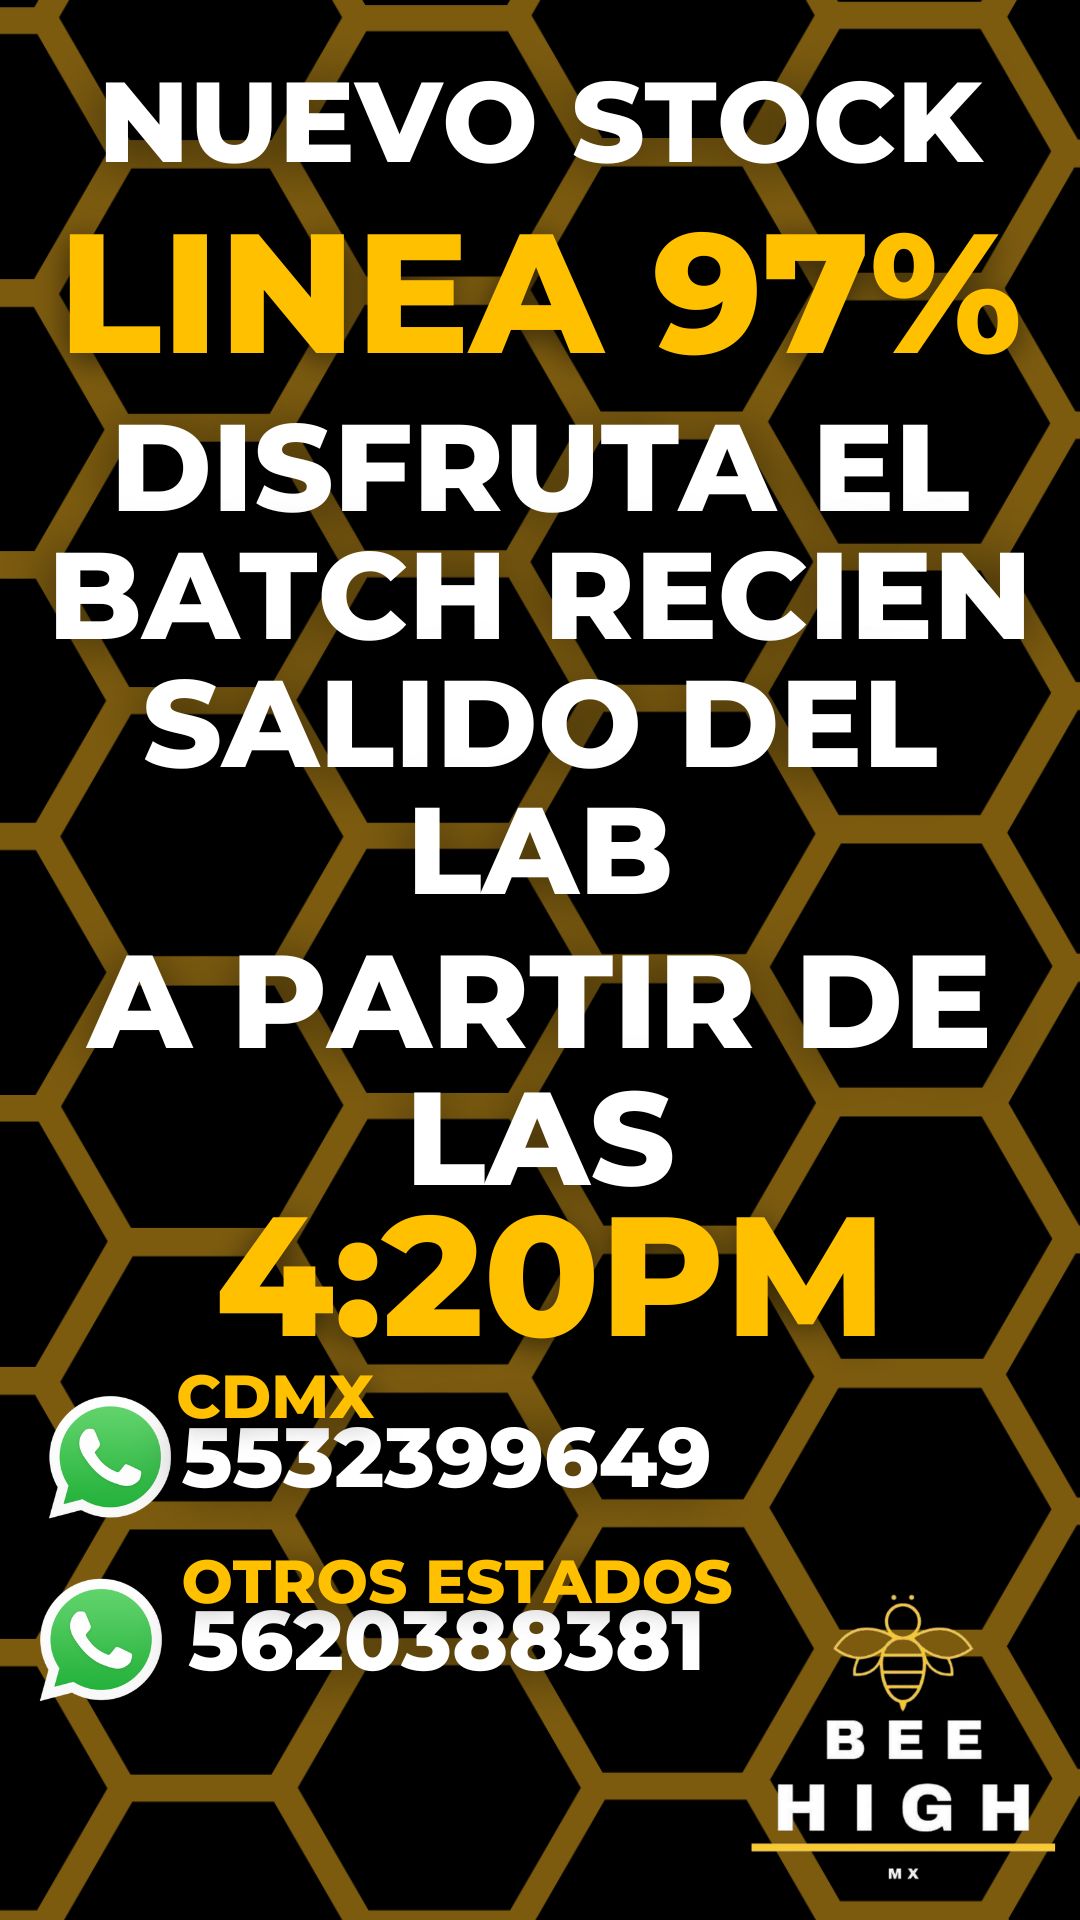 NUEVO STOCK
LINEA 97%
DISFRUTA EL
BATCH RECIEN
SALIDO DEL
LAB
A PARTIR DE
LAS
4:20PM
CDMX
5532399649
OTROS ESTADOS
5620388381
BEE
HIGH
MX